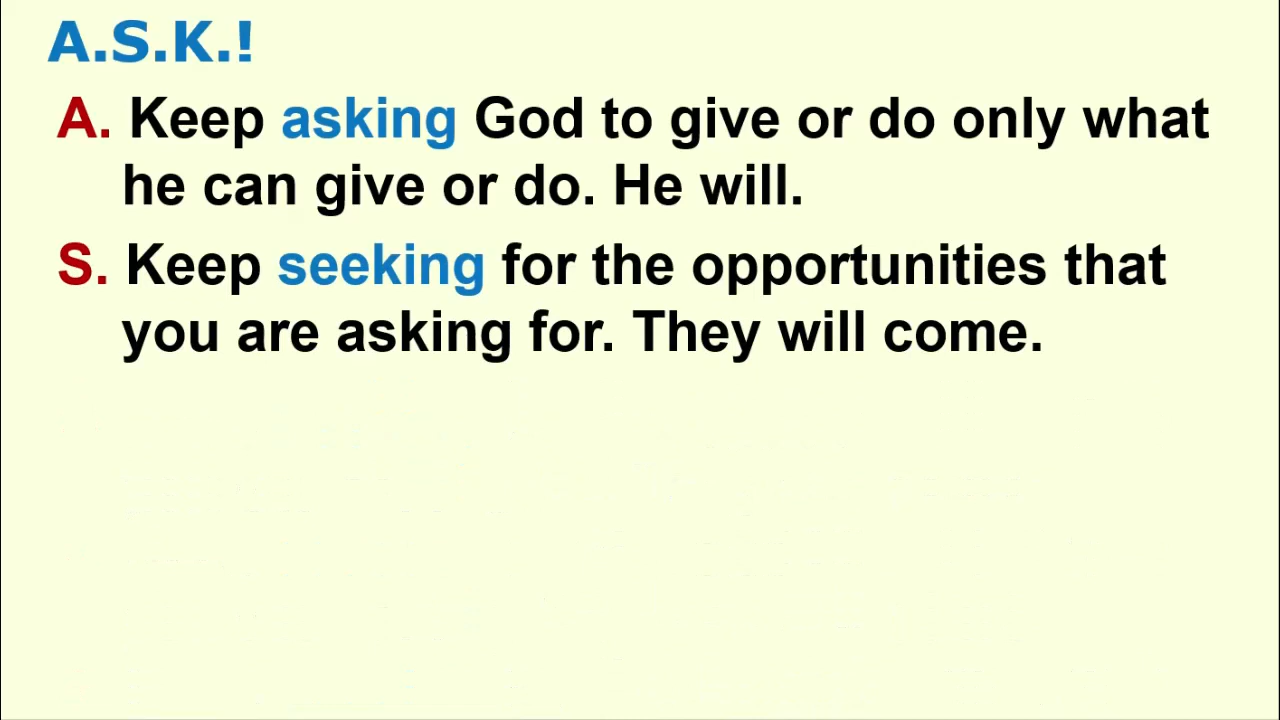 A.S.K.!
A. Keep asking God to give or do only what
he can give or do. He will.
S. Keep seeking for the opportunities that
you are asking for. They will come.